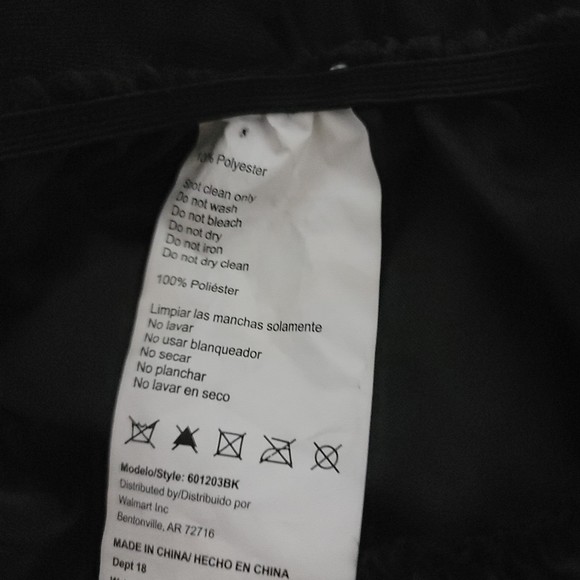 Polyester
Spot clean only
Do not wash
Do not bleach
Do not dry
Do not iron
Do not dry clean
100% Poliéster
Limpiar las manchas solamente
No lavar
No usar blanqueador
No secar
No planchar
No lavar en seco
Modelo/Style: 601203BK
Distributed by/Distribuido por
Walmart Inc
Bentonville, AR 72716
MADE IN CHINA/ HECHO EN CHINA
Dept 18